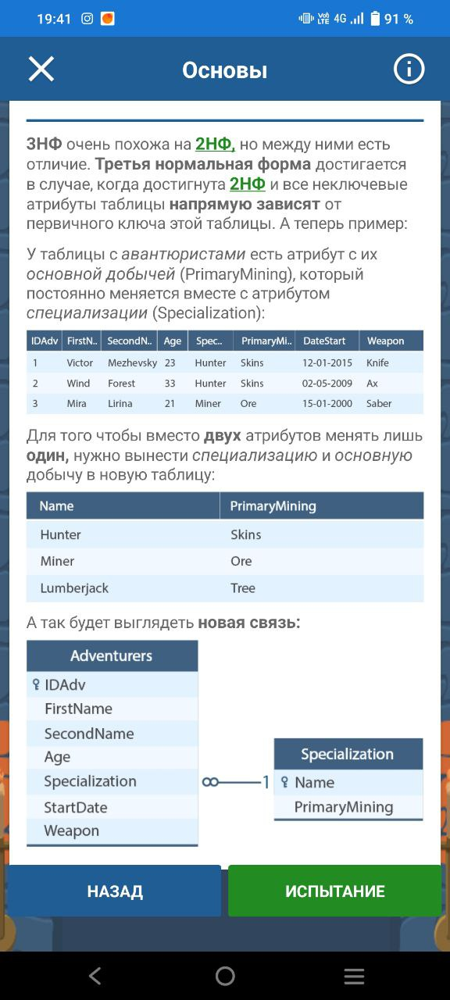 19:41 Vo) LTE 4G 91 %
Основы
3НФ очень похожа на 2НФ, но между ними есть
отличие. Третья нормальная форма достигается
в случае, когда достигнута 2НФ и все неключевые
атрибуты таблицы напрямую зависят от
первичного ключа этой таблицы. А теперь пример:
У таблицы с авантюристами есть атрибут с их
основной добычей (PrimaryMining), который
постоянно меняется вместе с атрибутом
специализации (Specialization):
IDAdv FirstN.. SecondN.. Age Spec.. PrimaryMi.. DateStart Weapon
1 Victor Mezhevsky 23 Hunter Skins 12-01-2015 Knife
2 Wind Forest 33 Hunter Skins 02-05-2009 Ax
3 Mira Lirina 21 Miner Ore 15-01-2000 Saber
Для того чтобы вместо двух атрибутов менять лишь
один, нужно вынести специализацию и основную
добычу в новую таблицу:
Name PrimaryMining
Hunter Skins
Miner Ore
Lumberjack Tree
А так будет выглядеть новая связь:
Adventurers
IDAdv
FirstName
SecondName
Age
Specialization
StartDate
Weapon
∞ 1
Specialization
Name
PrimaryMining
НАЗАД
ИСПЫТАНИЕ